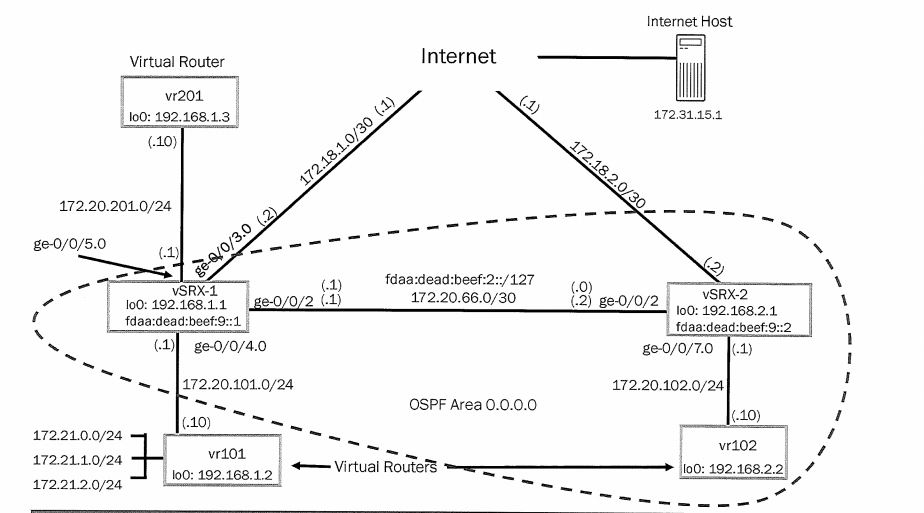 Internet Host
Internet
172.31.15.1
Virtual Router
vr201
lo0: 192.168.1.3
(.10)
172.20.201.0/24
(.1)
ge-0/0/5.0
172.18.1.0/30
(.1)
ge-0/0/3.0
(.2)
(.1)
172.18.2.0/30
(.2)
vSRX-1
lo0: 192.168.1.1
fdaa:dead:beef:9::1
ge-0/0/2
(.1)
(.1)
fdaa:dead:beef:2::/127
172.20.66.0/30
(.0)
(.2)
ge-0/0/2
vSRX-2
lo0: 192.168.2.1
fdaa:dead:beef:9::2
(.1)
ge-0/0/4.0
172.20.101.0/24
(.10)
ge-0/0/7.0
(.1)
172.20.102.0/24
(.10)
OSPF Area 0.0.0.0
172.21.0.0/24
172.21.1.0/24
172.21.2.0/24
vr101
lo0: 192.168.1.2
Virtual Routers
vr102
lo0: 192.168.2.2